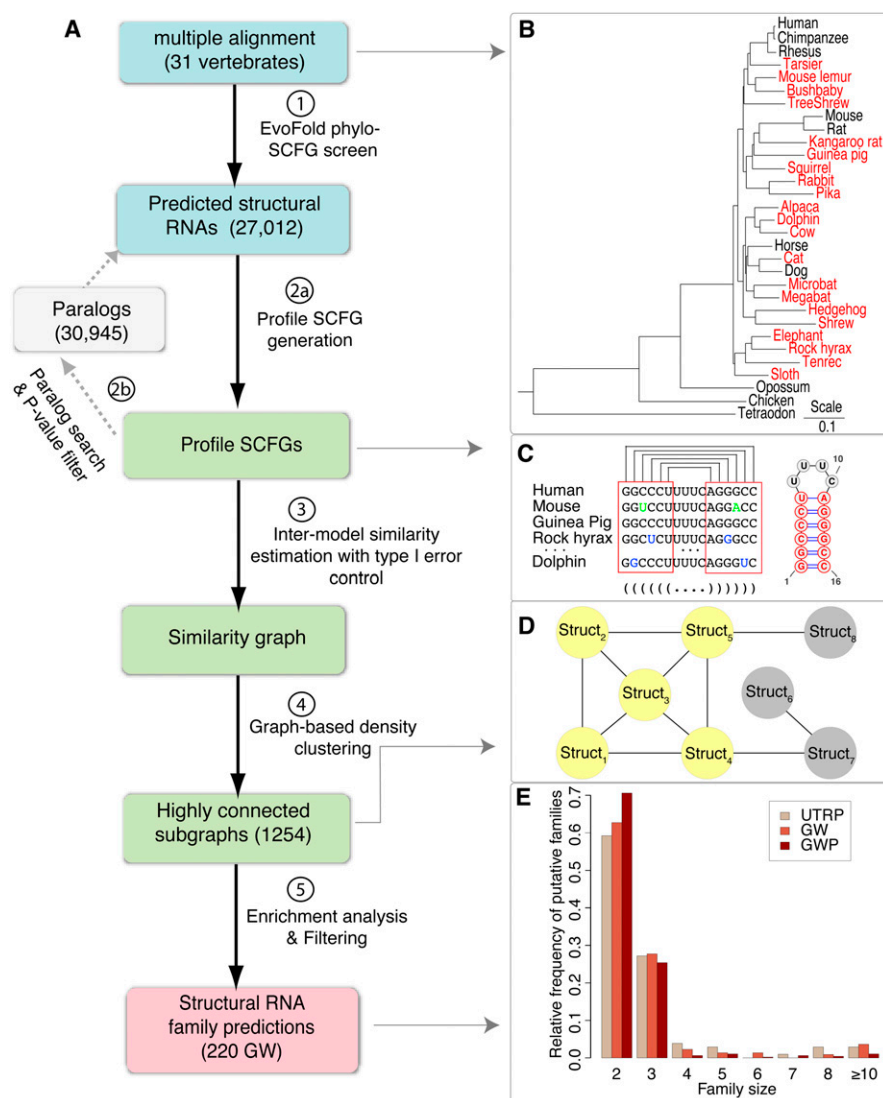 A
multiple alignment
(31 vertebrates)
1
EvoFold phylo-
SCFG screen
Predicted structural
RNAs (27,012)
2a
Profile SCFG
generation
Paralogs
(30,945)
2b
Paralog search
& P-value filter
Profile SCFGs
3
Inter-model similarity
estimation with type I error
control
Similarity graph
4
Graph-based density
clustering
Highly connected
subgraphs (1254)
5
Enrichment analysis
& Filtering
Structural RNA
family predictions
(220 GW)
B
Human
Chimpanzee
Rhesus
Tarsier
Mouse lemur
Bushbaby
TreeShrew
Mouse
Rat
Kangaroo rat
Guinea pig
Squirrel
Rabbit
Pika
Alpaca
Dolphin
Cow
Horse
Cat
Dog
Microbat
Megabat
Hedgehog
Shrew
Elephant
Rock hyrax
Tenrec
Sloth
Opossum
Chicken
Tetraodon
Scale
0.1
C
Human GGCCCUUUUCAGGGCC
Mouse GGUCCUUUUCAGGACC
Guinea Pig GGCCCUUUUCAGGGCC
Rock hyrax GGCUCUUUUCAGGGCC
. . . . . .
Dolphin GGCCCUUUUCAGGGUC
((((((....))))))
U U U C 10
U A
C G
C G
C G
G C
G C
1 16
D
Struct2
Struct5
Struct8
Struct3
Struct6
Struct1
Struct4
Struct7
E
Relative frequency of putative families
0.0 0.1 0.2 0.3 0.4 0.5 0.6 0.7
UTRP
GW
GWP
2 3 4 5 6 7 8 ≥10
Family size